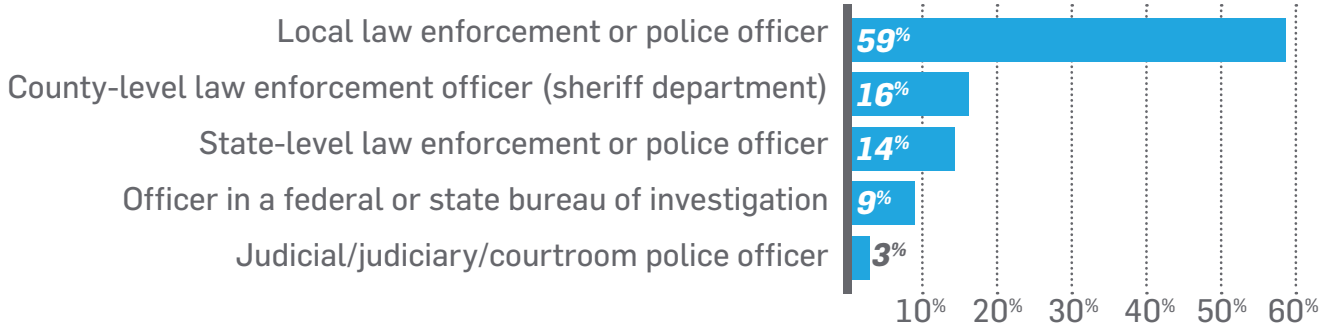 Local law enforcement or police officer 59%
County-level law enforcement officer (sheriff department) 16%
State-level law enforcement or police officer 14%
Officer in a federal or state bureau of investigation 9%
Judicial/judiciary/courtroom police officer 3%
10% 20% 30% 40% 50% 60%